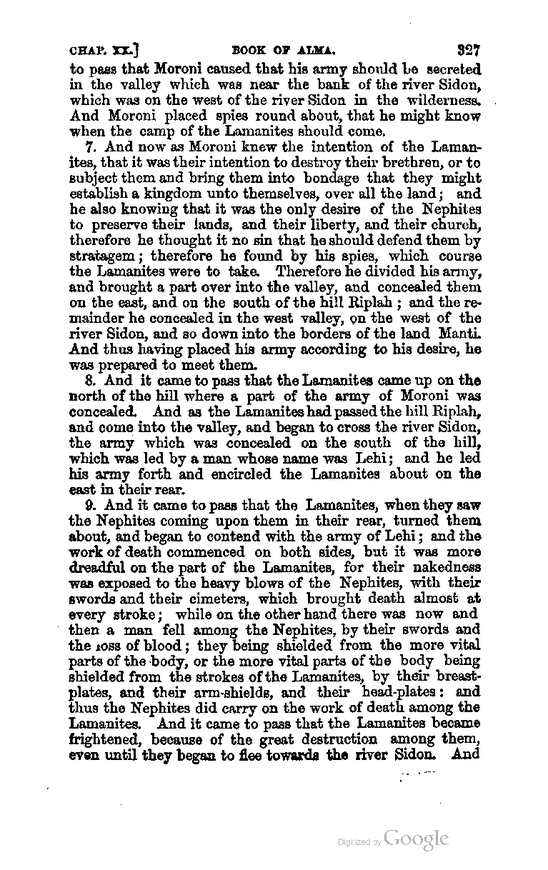 CHAP. XX.] BOOK OF ALMA. 327
to pass that Moroni caused that his army should be secreted
in the valley which was near the bank of the river Sidon,
which was on the west of the river Sidon in the wilderness.
And Moroni placed spies round about, that he might know
when the camp of the Lamanites should come.
7. And now as Moroni knew the intention of the Laman-
ites, that it was their intention to destroy their brethren, or to
subject them and bring them into bondage that they might
establish a kingdom unto themselves, over all the land; and
he also knowing that it was the only desire of the Nephites
to preserve their lands, and their liberty, and their church,
therefore he thought it no sin that he should defend them by
stratagem; therefore he found by his spies, which course
the Lamanites were to take. Therefore he divided his army,
and brought a part over into the valley, and concealed them
on the east, and on the south of the hill Riplah; and the re-
mainder he concealed in the west valley, on the west of the
river Sidon, and so down into the borders of the land Manti.
And thus having placed his army according to his desire, he
was prepared to meet them.
8. And it came to pass that the Lamanites came up on the
north of the hill where a part of the army of Moroni was
concealed. And as the Lamanites had passed the hill Riplah,
and come into the valley, and began to cross the river Sidon,
the army which was concealed on the south of the hill,
which was led by a man whose name was Lehi; and he led
his army forth and encircled the Lamanites about on the
east in their rear.
9. And it came to pass that the Lamanites, when they saw
the Nephites coming upon them in their rear, turned them
about, and began to contend with the army of Lehi; and the
work of death commenced on both sides, but it was more
dreadful on the part of the Lamanites, for their nakedness
was exposed to the heavy blows of the Nephites, with their
swords and their cimeters, which brought death almost at
every stroke; while on the other hand there was now and
then a man fell among the Nephites, by their swords and
the loss of blood; they being shielded from the more vital
parts of the body, or the more vital parts of the body being
shielded from the strokes of the Lamanites, by their breast-
plates, and their arm-shields, and their head-plates: and
thus the Nephites did carry on the work of death among the
Lamanites. And it came to pass that the Lamanites became
frightened, because of the great destruction among them,
even until they began to flee towards the river Sidon. And
Digitized by Google